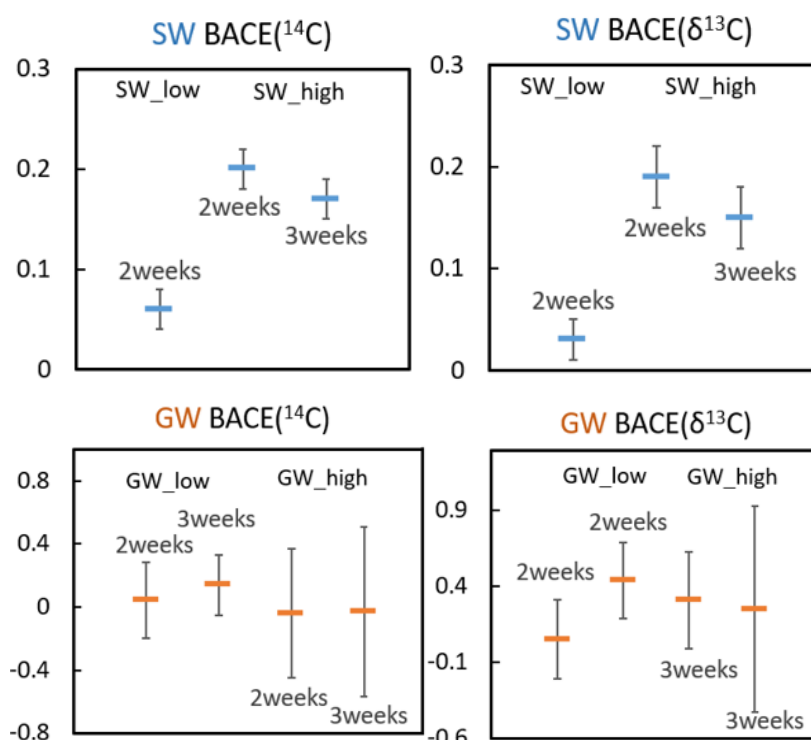 SW BACE(¹⁴C)
0.3
0.2
0.1
0
SW_low
SW_high
2weeks
2weeks
3weeks
SW BACE(δ¹³C)
0.3
0.2
0.1
0
SW_low
SW_high
2weeks
2weeks
3weeks
GW BACE(¹⁴C)
0.8
0.4
0
-0.4
-0.8
GW_low
GW_high
2weeks
3weeks
2weeks
3weeks
GW BACE(δ¹³C)
0.9
0.4
-0.1
-0.6
GW_low
GW_high
2weeks
2weeks
3weeks
3weeks